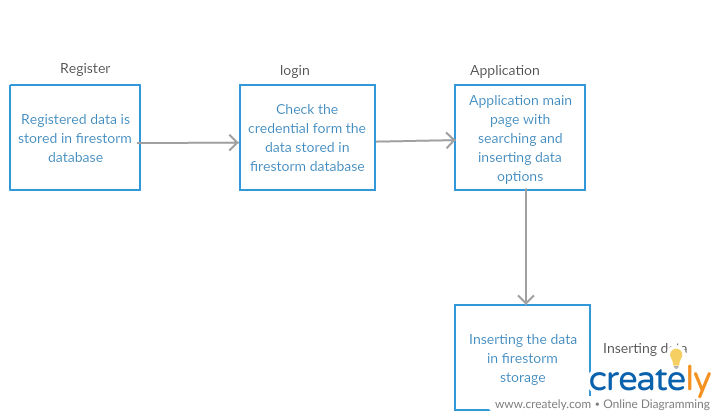 Register
login
Application
Registered data is
stored in firestorm
database
Check the
credential form the
data stored in
firestorm database
Application main
page with
searching and
inserting data
options
Inserting the data
in firestorm
storage
Inserting data
creately
www.creately.com • Online Diagramming